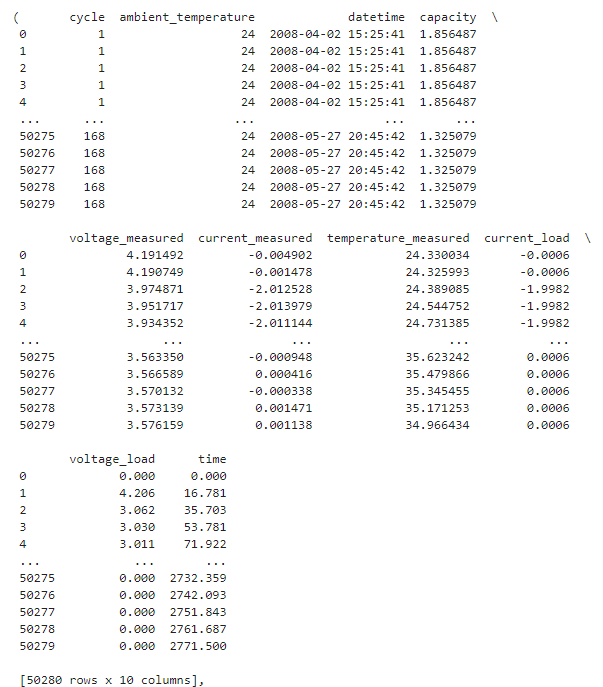 ( cycle ambient_temperature datetime capacity \
0 1 24 2008-04-02 15:25:41 1.856487
1 1 24 2008-04-02 15:25:41 1.856487
2 1 24 2008-04-02 15:25:41 1.856487
3 1 24 2008-04-02 15:25:41 1.856487
4 1 24 2008-04-02 15:25:41 1.856487
... ... ... ... ...
50275 168 24 2008-05-27 20:45:42 1.325079
50276 168 24 2008-05-27 20:45:42 1.325079
50277 168 24 2008-05-27 20:45:42 1.325079
50278 168 24 2008-05-27 20:45:42 1.325079
50279 168 24 2008-05-27 20:45:42 1.325079
voltage_measured current_measured temperature_measured current_load \
0 4.191492 -0.004902 24.330034 -0.0006
1 4.190749 -0.001478 24.325993 -0.0006
2 3.974871 -2.012528 24.389085 -1.9982
3 3.951717 -2.013979 24.544752 -1.9982
4 3.934352 -2.011144 24.731385 -1.9982
... ... ... ... ...
50275 3.563350 -0.000948 35.623242 0.0006
50276 3.566589 0.000416 35.479866 0.0006
50277 3.570132 -0.000338 35.345455 0.0006
50278 3.573139 0.001471 35.171253 0.0006
50279 3.576159 0.001138 34.966434 0.0006
voltage_load time
0 0.000 0.000
1 4.206 16.781
2 3.062 35.703
3 3.030 53.781
4 3.011 71.922
... ... ...
50275 0.000 2732.359
50276 0.000 2742.093
50277 0.000 2751.843
50278 0.000 2761.687
50279 0.000 2771.500
[50280 rows x 10 columns],